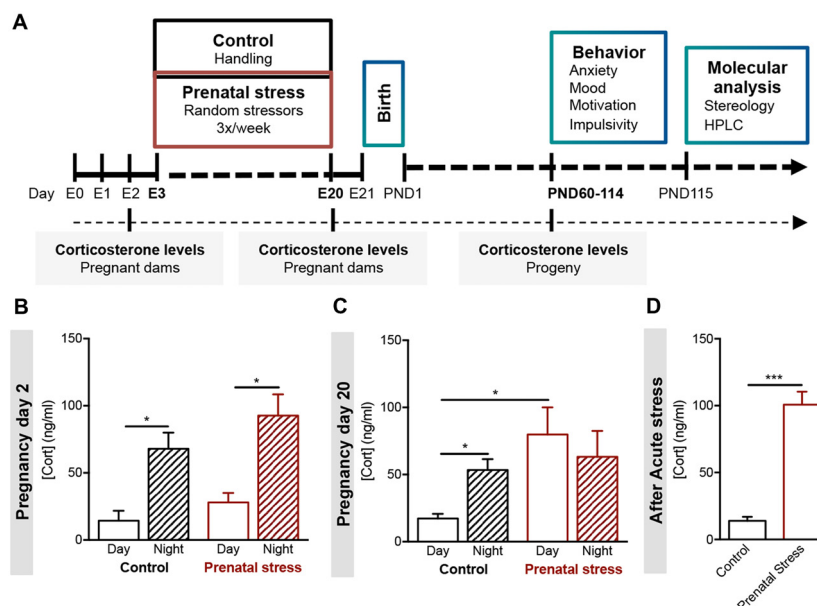 A
Control
Handling
Prenatal stress
Random stressors
3x/week
Birth
Behavior
Anxiety
Mood
Motivation
Impulsivity
Molecular
analysis
Stereology
HPLC
Day E0 E1 E2 E3 E20 E21 PND1 PND60-114 PND115
Corticosterone levels
Pregnant dams
Corticosterone levels
Pregnant dams
Corticosterone levels
Progeny
B
Pregnancy day 2
[Cort] (ng/ml)
150
100
50
0
*
*
Day Night Day Night
Control Prenatal stress
C
Pregnancy day 20
[Cort] (ng/ml)
150
100
50
0
*
*
Day Night Day Night
Control Prenatal stress
D
After Acute stress
[Cort] (ng/ml)
150
100
50
0
***
Control
Prenatal Stress